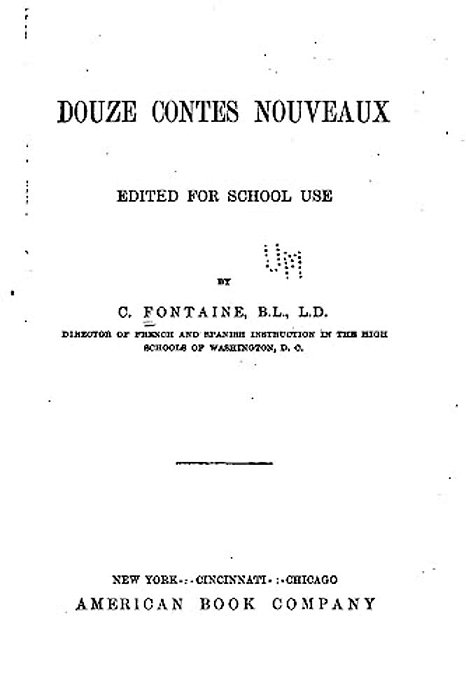 DOUZE CONTES NOUVEAUX
EDITED FOR SCHOOL USE
UM
BY
C. FONTAINE, B.L., L.D.
DIRECTOR OF FRENCH AND SPANISH INSTRUCTION IN THE HIGH
SCHOOLS OF WASHINGTON, D. C.
NEW YORK-:-CINCINNATI-:-CHICAGO
AMERICAN BOOK COMPANY